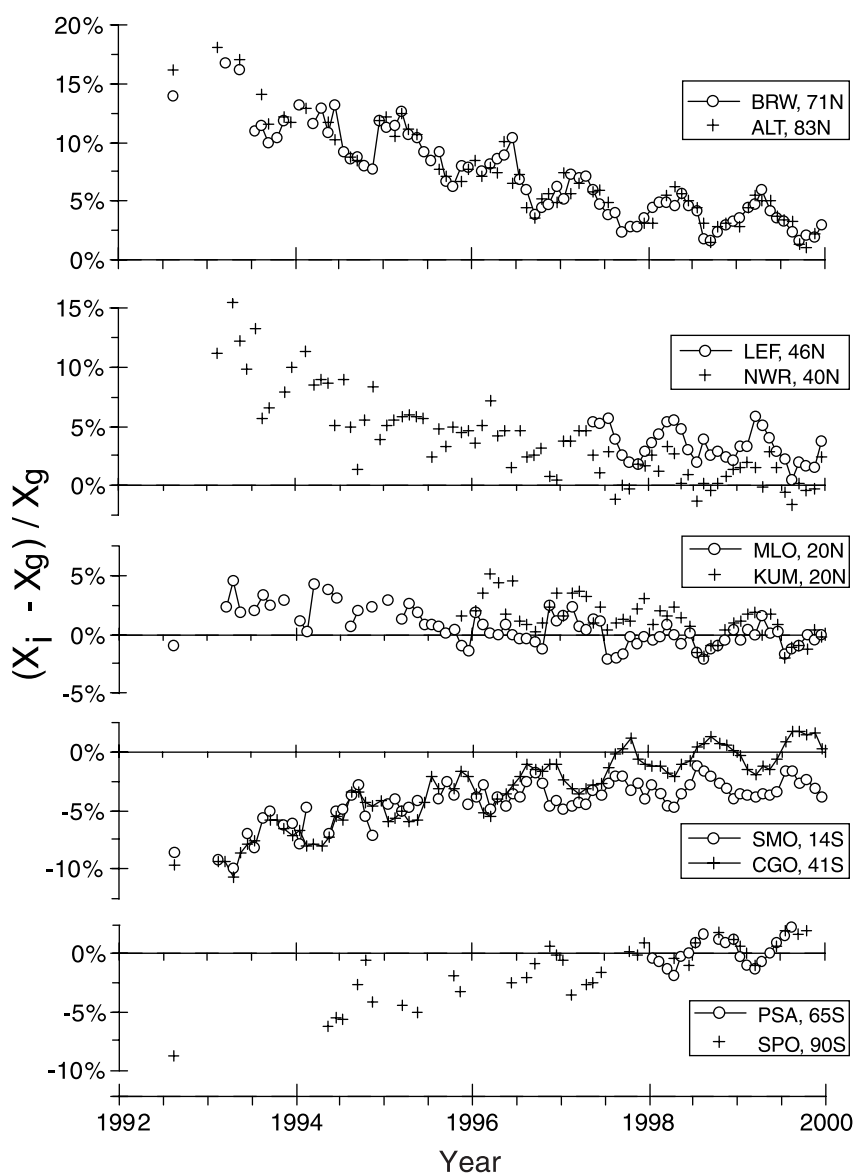 20%
15%
10%
5%
0%
BRW, 71N
ALT, 83N
15%
10%
5%
0%
LEF, 46N
NWR, 40N
5%
0%
-5%
MLO, 20N
KUM, 20N
0%
-5%
-10%
SMO, 14S
CGO, 41S
0%
-5%
-10%
PSA, 65S
SPO, 90S
(Xi - Xg) / Xg
1992 1994 1996 1998 2000
Year